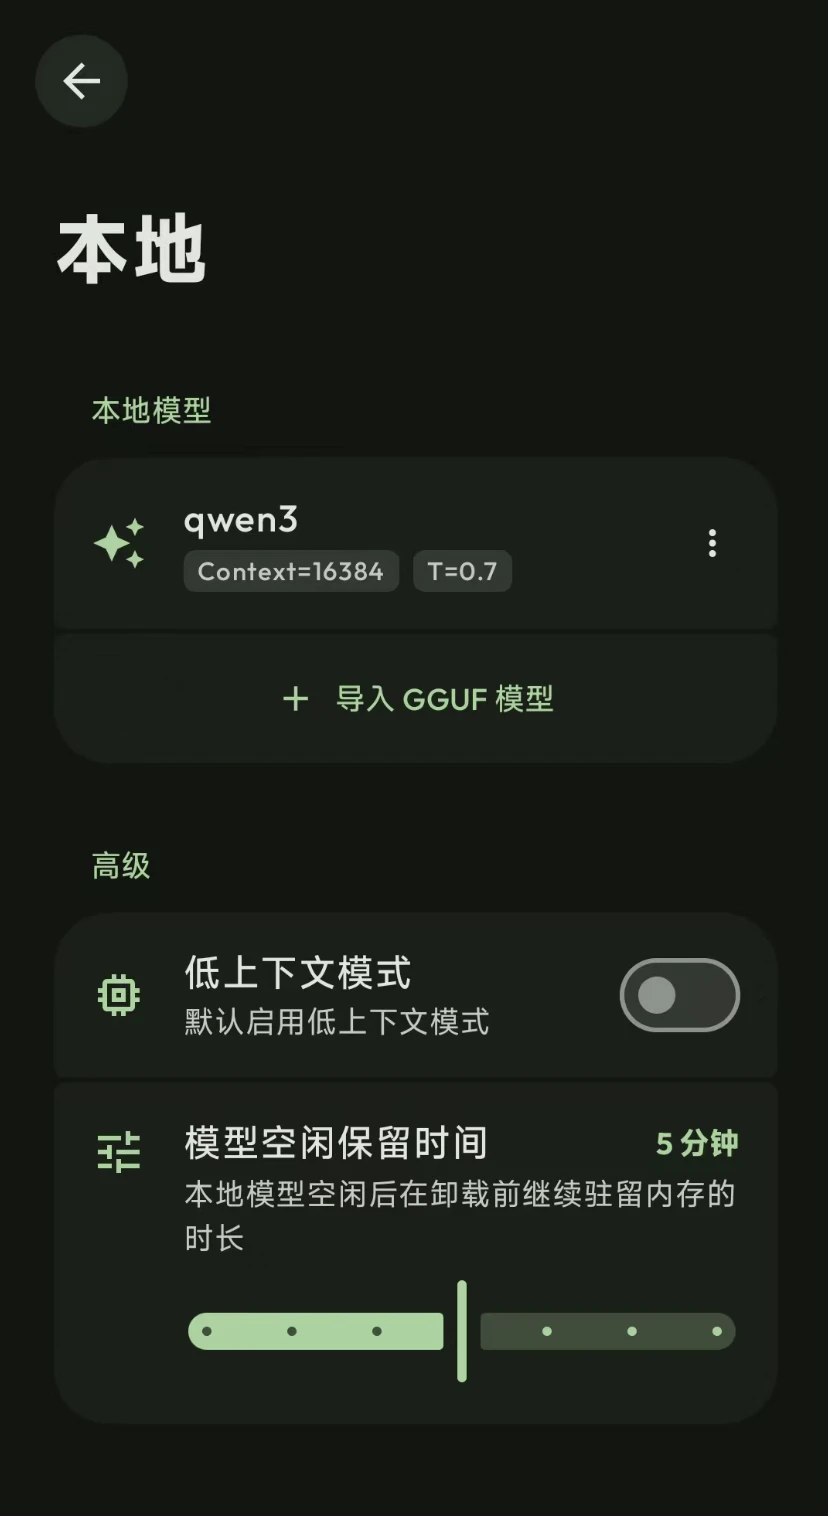 本地
本地模型
qwen3
Context=16384 T=0.7
+ 导入 GGUF 模型
高级
低上下文模式
默认启用低上下文模式
模型空闲保留时间 5 分钟
本地模型空闲后在卸载前继续驻留内存的
时长